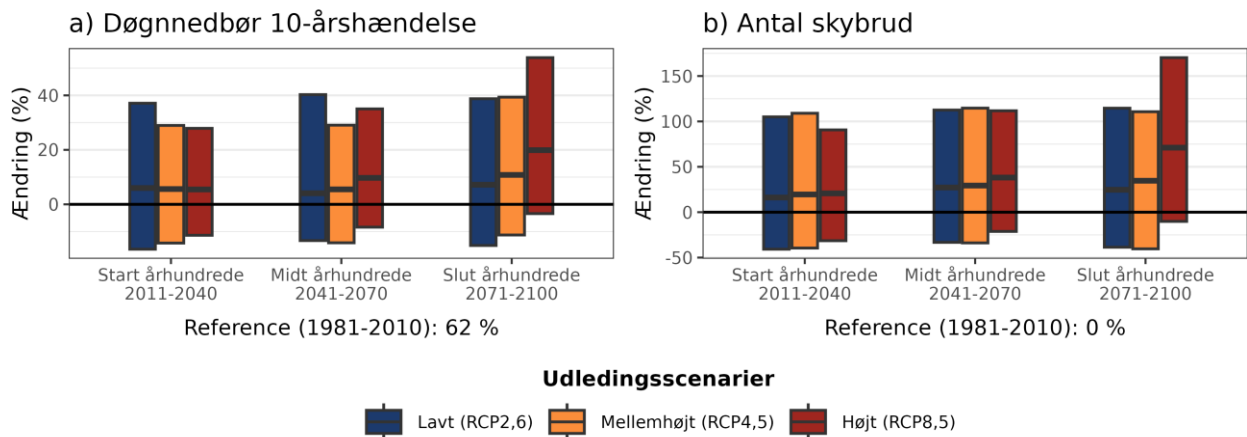 a) Døgnnedbør 10-årshændelse
Ændring (%)
40
20
0
Start århundrede
2011-2040
Midt århundrede
2041-2070
Slut århundrede
2071-2100
Reference (1981-2010): 62 %
b) Antal skybrud
Ændring (%)
150
100
50
0
-50
Start århundrede
2011-2040
Midt århundrede
2041-2070
Slut århundrede
2071-2100
Reference (1981-2010): 0 %
Udledingsscenarier
Lavt (RCP2,6)
Mellemhøjt (RCP4,5)
Højt (RCP8,5)